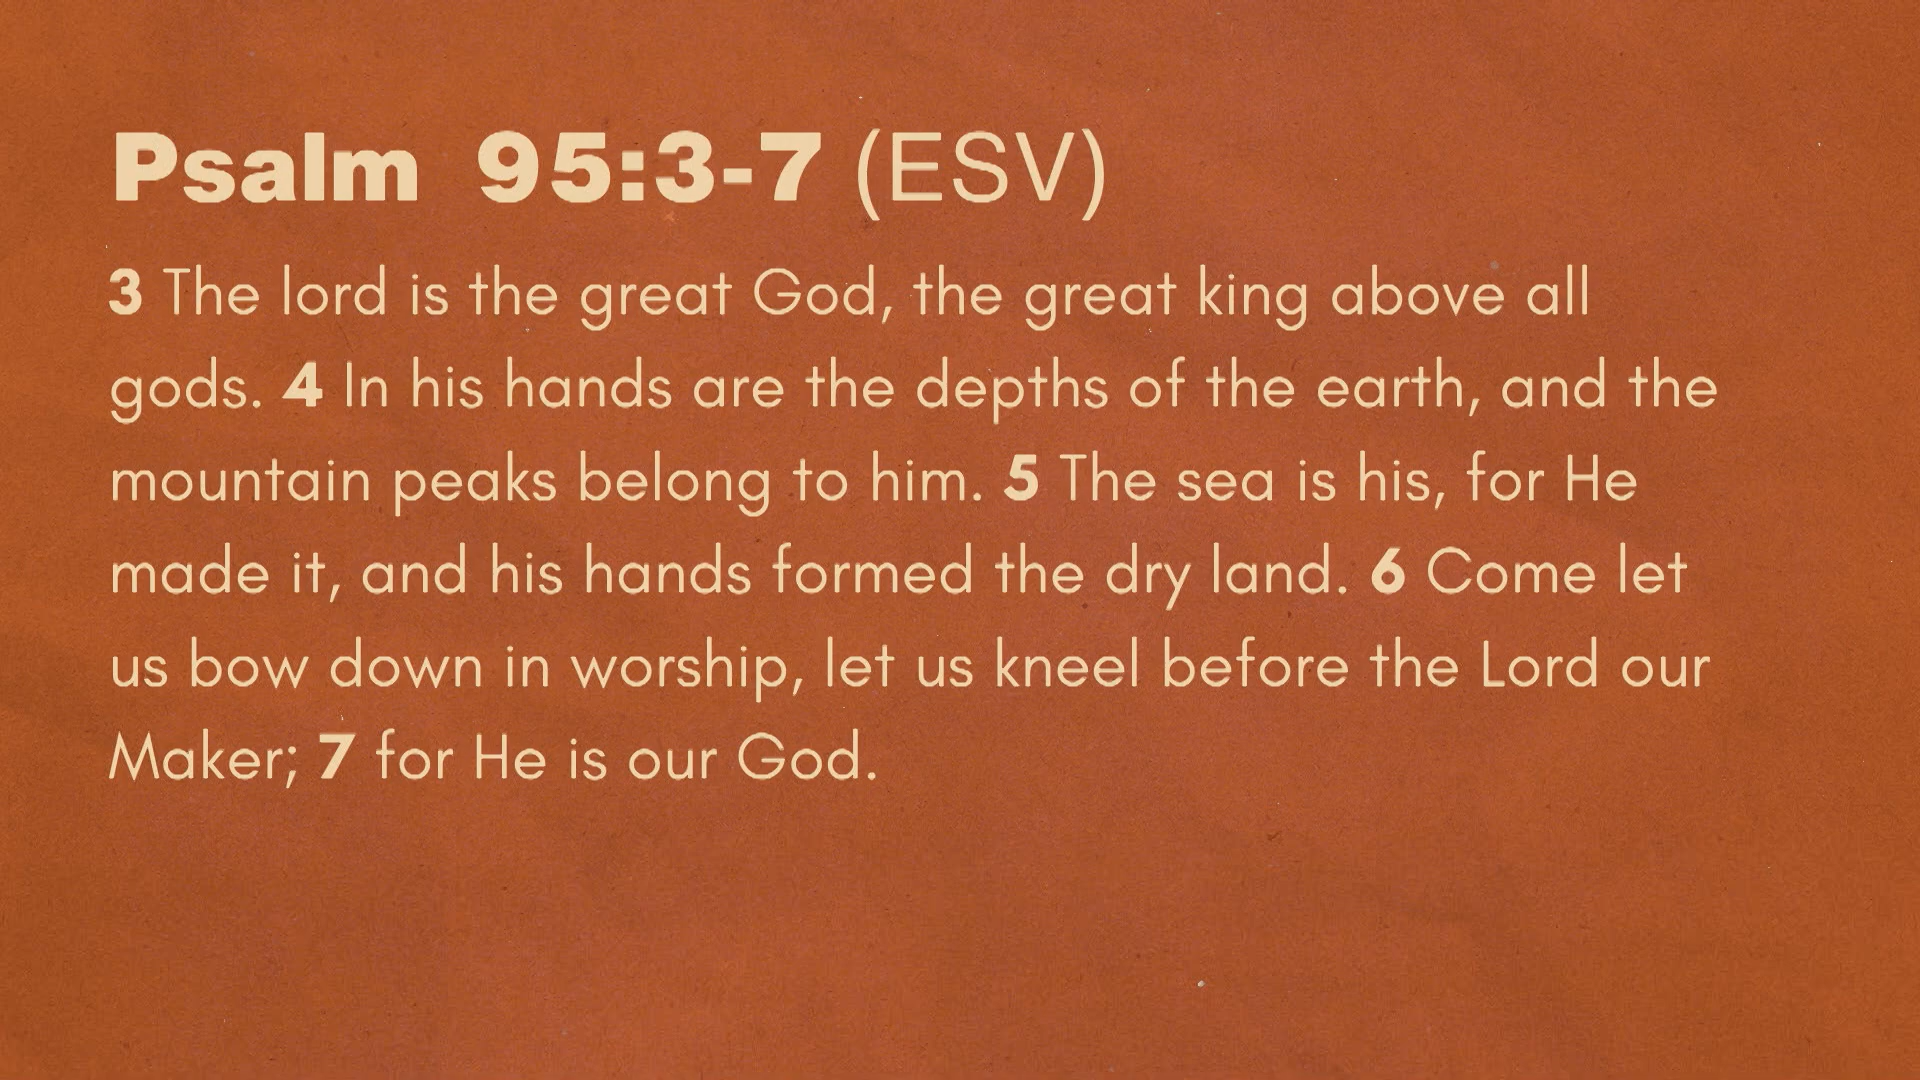 Psalm 95:3-7 (ESV)
3 The lord is the great God, the great king above all
gods. 4 In his hands are the depths of the earth, and the
mountain peaks belong to him. 5 The sea is his, for He
made it, and his hands formed the dry land. 6 Come let
us bow down in worship, let us kneel before the Lord our
Maker; 7 for He is our God.